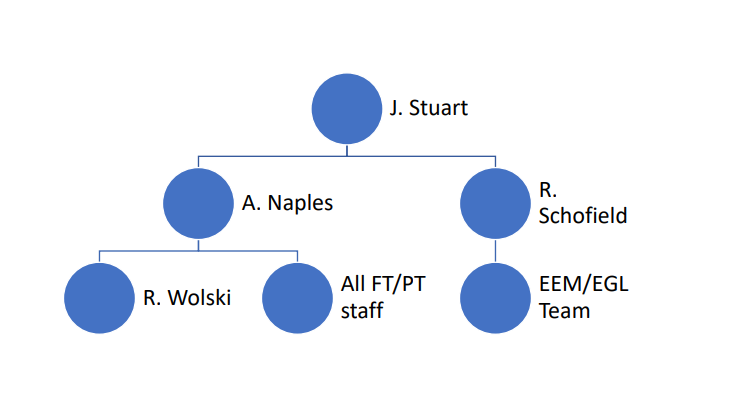 J. Stuart
A. Naples
R.
Schofield
R. Wolski
All FT/PT
staff
EEM/EGL
Team